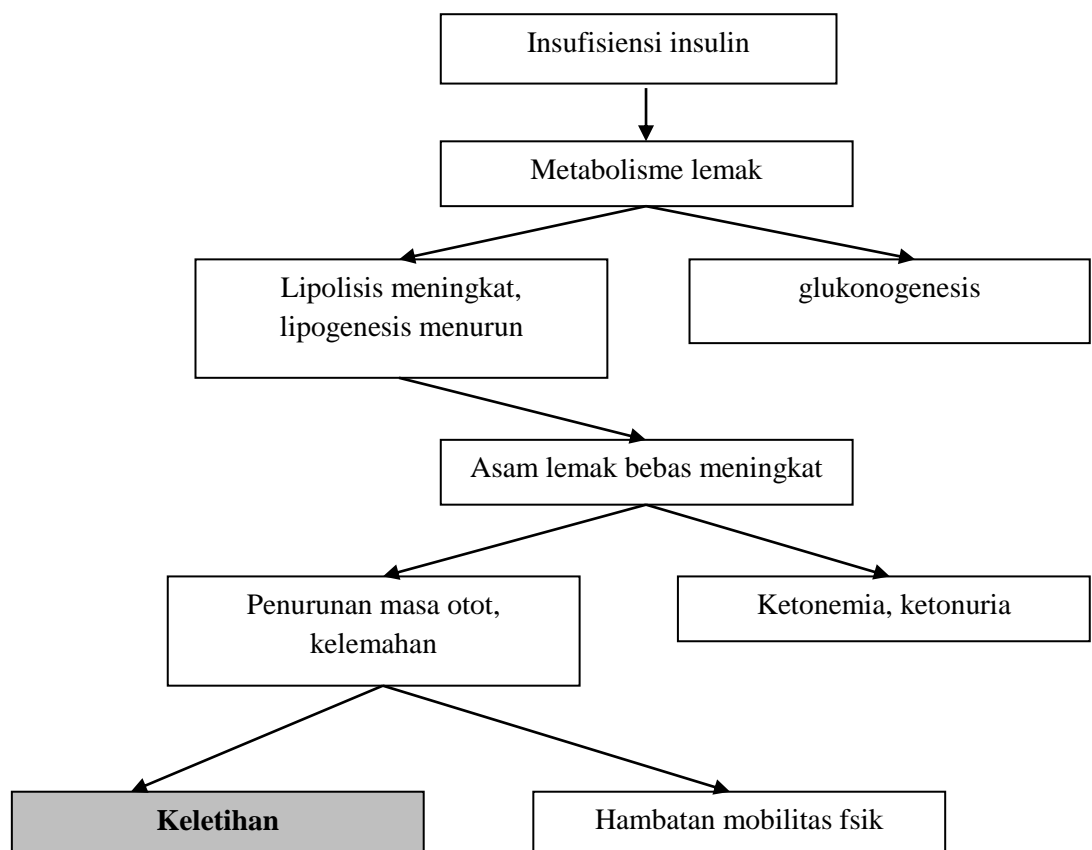 Insufisiensi insulin
Metabolisme lemak
Lipolisis meningkat,
lipogenesis menurun
glukonogenesis
Asam lemak bebas meningkat
Penurunan masa otot,
kelemahan
Ketonemia, ketonuria
Keletihan
Hambatan mobilitas fsik